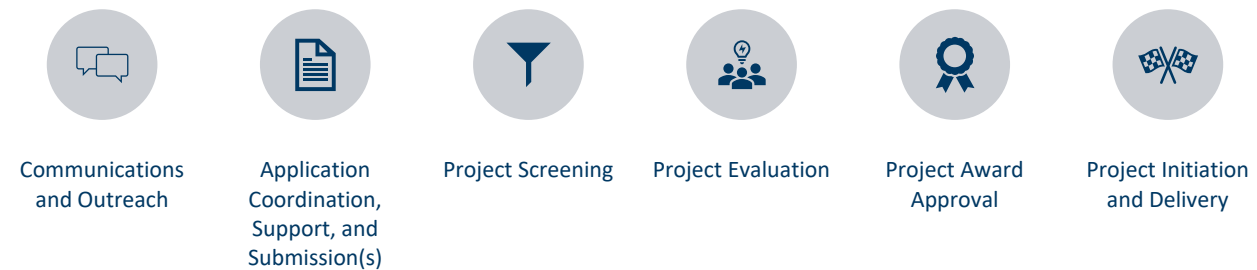 Communications
and Outreach
Application
Coordination,
Support, and
Submission(s)
Project Screening
Project Evaluation
Project Award
Approval
Project Initiation
and Delivery